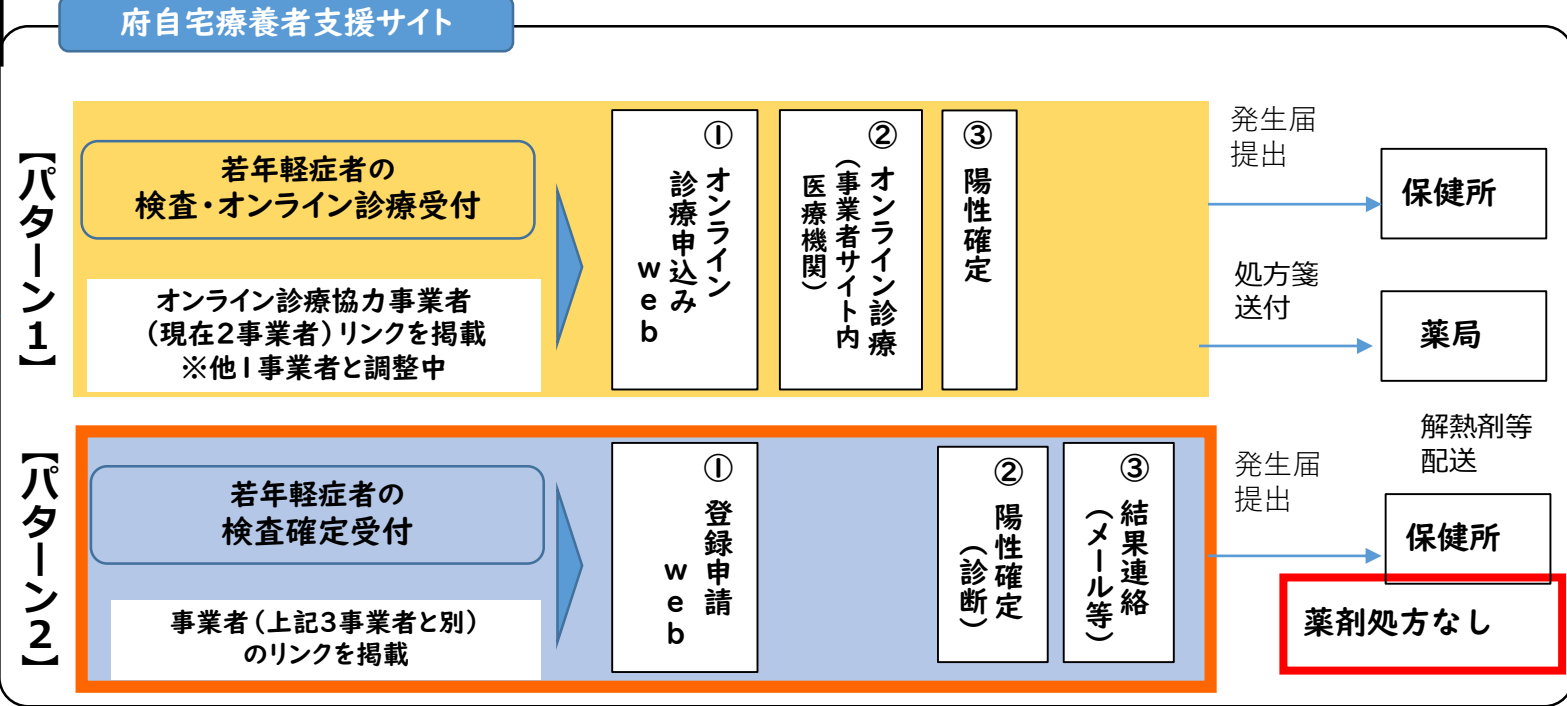 府自宅療養者支援サイト
【パターン1】
若年軽症者の
検査・オンライン診療受付
オンライン診療協力事業者
(現在2事業者)リンクを掲載
※他1事業者と調整中
①
オンライン
診療申込み
web
②
オンライン診療
(事業者サイト内
医療機関)
③
陽性確定
発生届
提出
保健所
処方箋
送付
薬局
解熱剤等
配送
【パターン2】
若年軽症者の
検査確定受付
事業者(上記3事業者と別)
のリンクを掲載
①
登録申請
web
②
陽性確定
(診断)
③
結果連絡
(メール等)
発生届
提出
保健所
薬剤処方なし